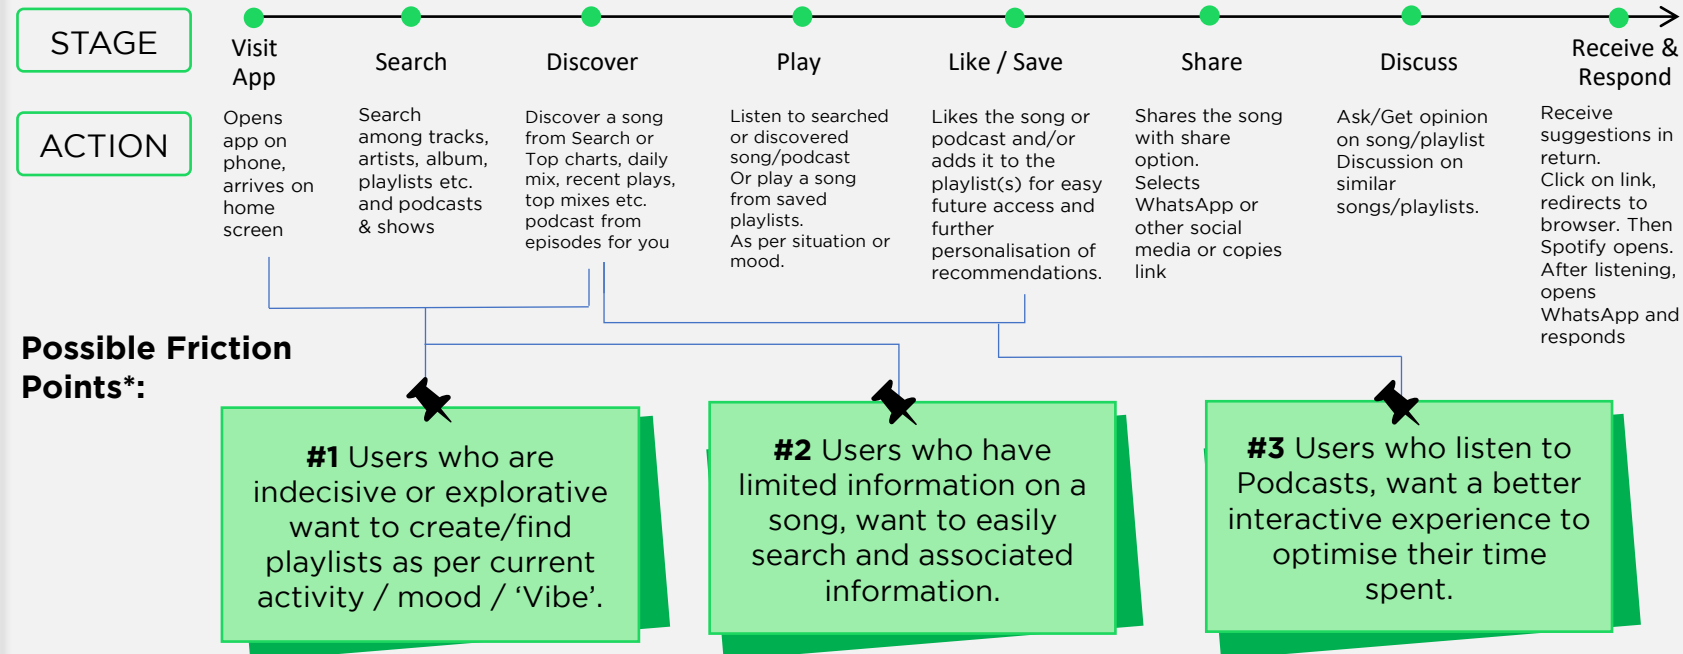 STAGE
Visit
App
Search
Discover
Play
Like / Save
Share
Discuss
Receive &
Respond
ACTION
Opens
app on
phone,
arrives on
home
screen
Search
among tracks,
artists, album,
playlists etc.
and podcasts
& shows
Discover a song
from Search or
Top charts, daily
mix, recent plays,
top mixes etc.
podcast from
episodes for you
Listen to searched
or discovered
song/podcast
Or play a song
from saved
playlists.
As per situation or
mood.
Likes the song or
podcast and/or
adds it to the
playlist(s) for easy
future access and
further
personalisation of
recommendations.
Shares the song
with share
option.
Selects
WhatsApp or
other social
media or copies
link
Ask/Get opinion
on song/playlist
Discussion on
similar
songs/playlists.
Receive
suggestions in
return.
Click on link,
redirects to
browser. Then
Spotify opens.
After listening,
opens
WhatsApp and
responds
Possible Friction
Points*:
#1 Users who are
indecisive or explorative
want to create/find
playlists as per current
activity / mood / ‘Vibe’.
#2 Users who have
limited information on a
song, want to easily
search and associated
information.
#3 Users who listen to
Podcasts, want a better
interactive experience to
optimise their time
spent.